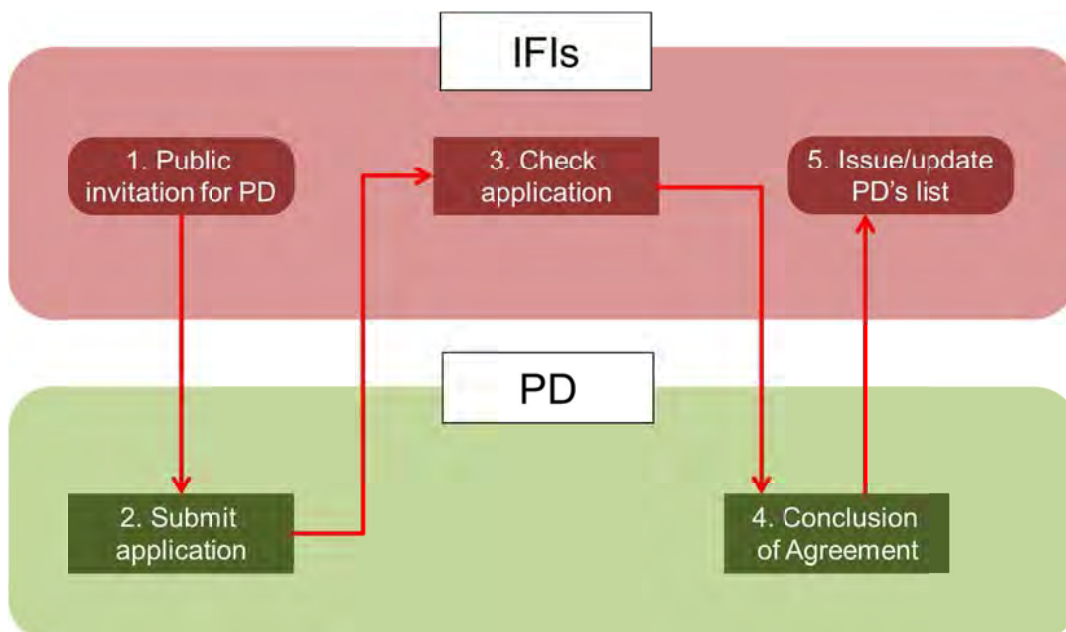 IFIs
1. Public
invitation for PD
3. Check
application
5. Issue/update
PD's list
PD
2. Submit
application
4. Conclusion
of Agreement